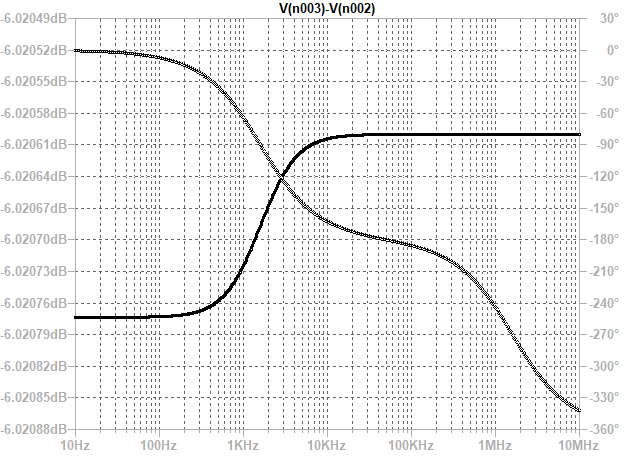 V(n003)-V(n002)
-6.02049dB 30°
-6.02052dB 0°
-6.02055dB -30°
-6.02058dB -60°
-6.02061dB -90°
-6.02064dB -120°
-6.02067dB -150°
-6.02070dB -180°
-6.02073dB -210°
-6.02076dB -240°
-6.02079dB -270°
-6.02082dB -300°
-6.02085dB -330°
-6.02088dB -360°
10Hz 100Hz 1KHz 10KHz 100KHz 1MHz 10MHz